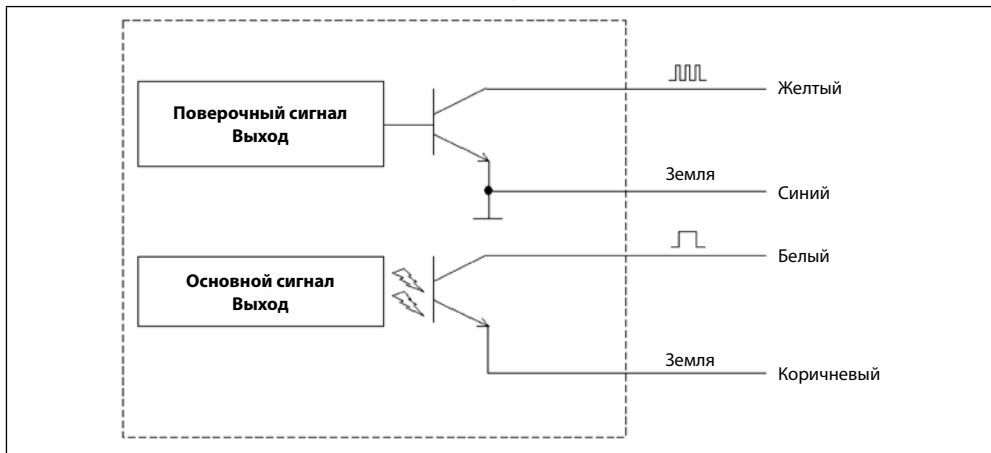 Поверочный сигнал
Выход
Желтый
Земля
Синий
Основной сигнал
Выход
Белый
Земля
Коричневый